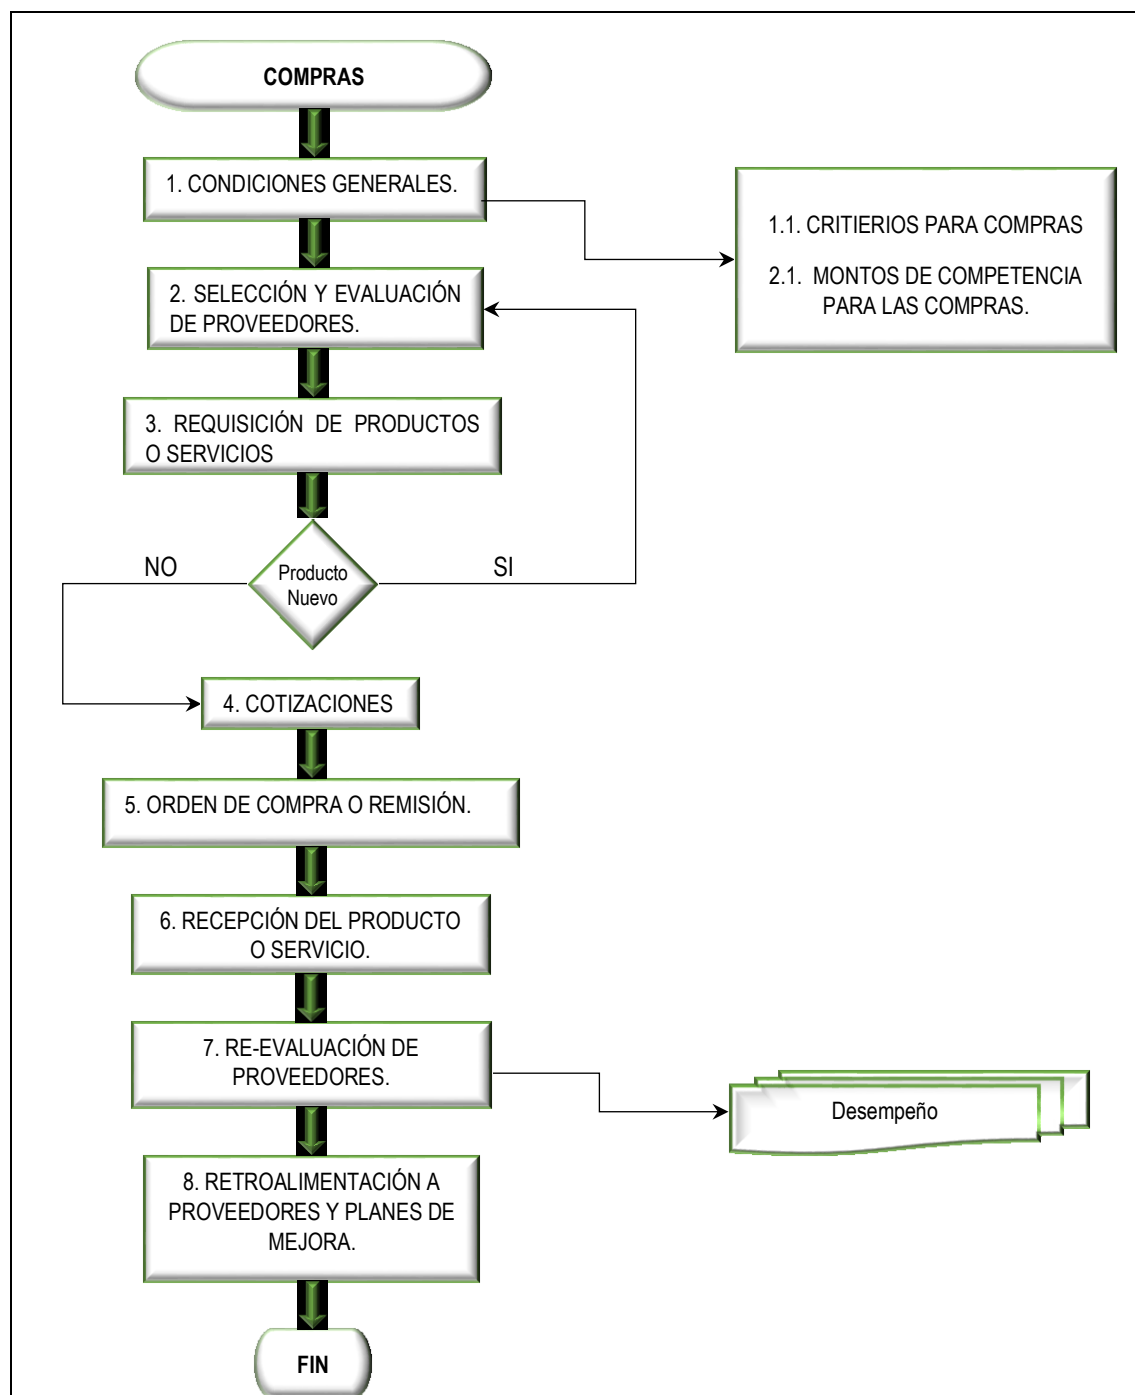 COMPRAS
1. CONDICIONES GENERALES.
1.1. CRITIERIOS PARA COMPRAS
2.1. MONTOS DE COMPETENCIA
PARA LAS COMPRAS.
2. SELECCIÓN Y EVALUACIÓN
DE PROVEEDORES.
3. REQUISICIÓN DE PRODUCTOS
O SERVICIOS
NO
SI
Producto
Nuevo
4. COTIZACIONES
5. ORDEN DE COMPRA O REMISIÓN.
6. RECEPCIÓN DEL PRODUCTO
O SERVICIO.
7. RE-EVALUACIÓN DE
PROVEEDORES.
Desempeño
8. RETROALIMENTACIÓN A
PROVEEDORES Y PLANES DE
MEJORA.
FIN